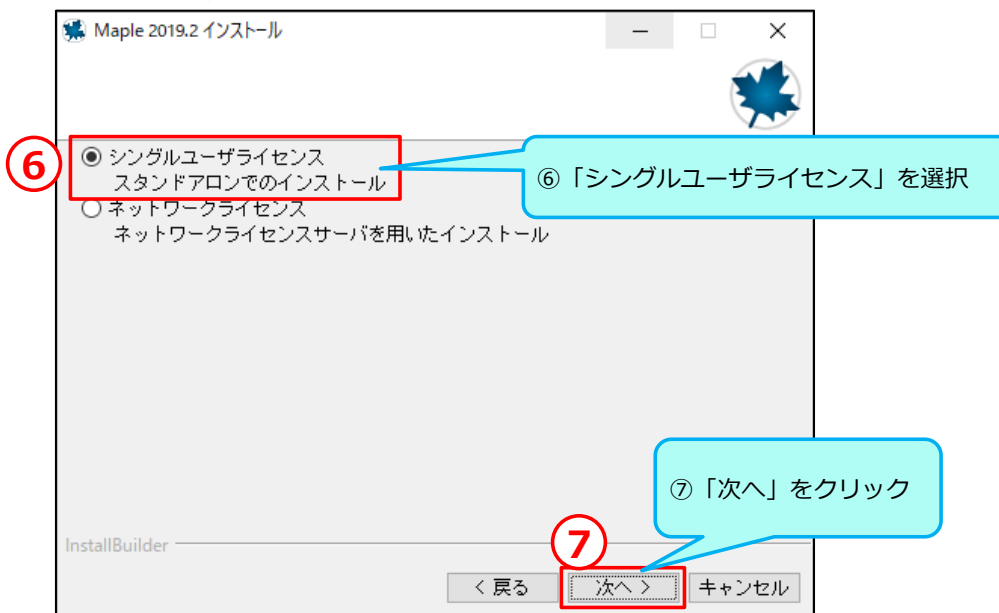 Maple 2019.2 インストール
⑥
シングルユーザライセンス
スタンドアロンでのインストール
⑥「シングルユーザライセンス」を選択
ネットワークライセンス
ネットワークライセンスサーバを用いたインストール
⑦「次へ」をクリック
InstallBuilder
⑦
< 戻る
次へ >
キャンセル